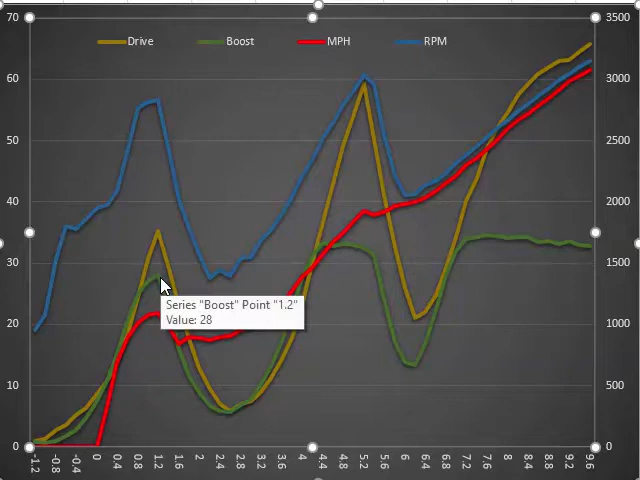 70 3500
Drive Boost MPH RPM
60 3000
50 2500
40 2000
30 1500
Series "Boost" Point "1.2"
Value: 28
20 1000
10 500
0 0
-1.2 -0.8 -0.4 0 0.4 0.8 1.2 1.6 2 2.4 2.8 3.2 3.6 4 4.4 4.8 5.2 5.6 6 6.4 6.8 7.2 7.6 8 8.4 8.8 9.2 9.6